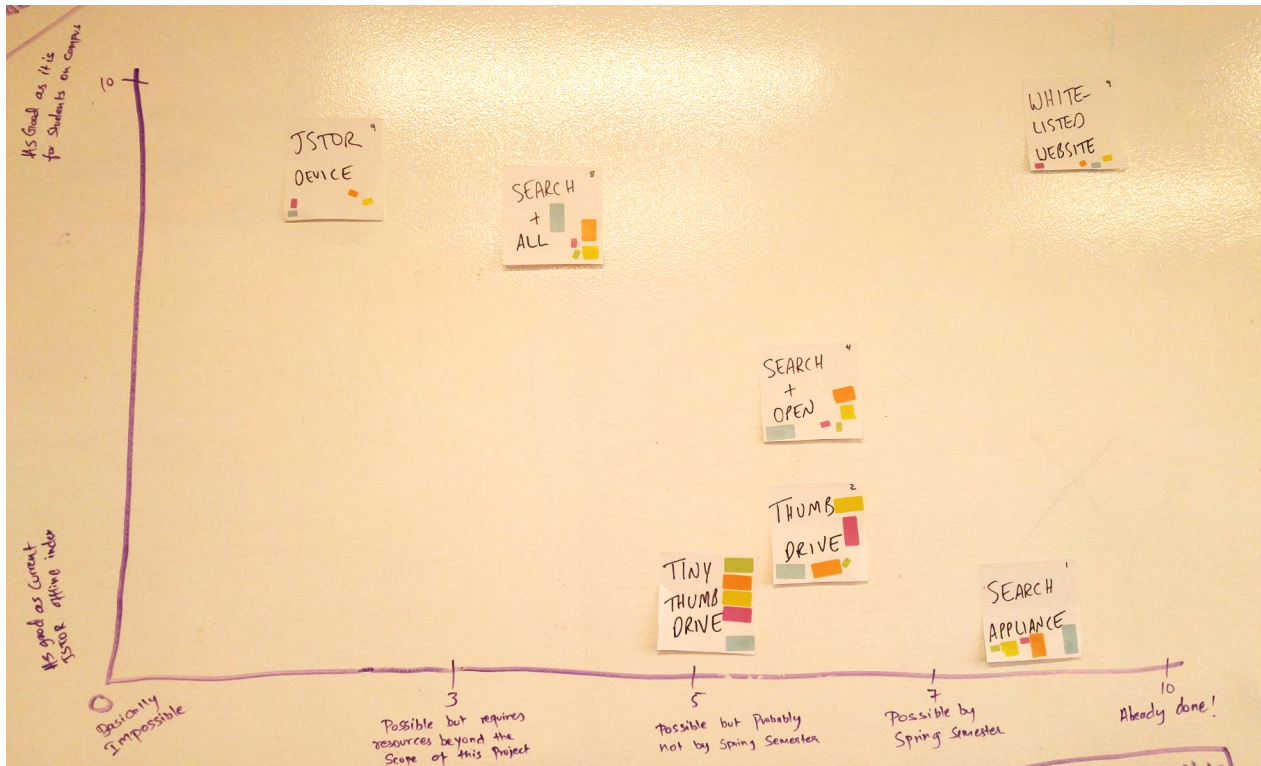 As Good as it is
for Students on Campus
10
JSTOR
DEVICE
9
SEARCH
+
ALL
8
WHITE-
LISTED
WEBSITE
9
SEARCH
+
OPEN
4
THUMB
DRIVE
2
TINY
THUMB
DRIVE
SEARCH
APPLIANCE
1
As good as Current
JSTOR offline index
0
Basically
Impossible
3
Possible but requires
resources beyond the
Scope of this Project
5
Possible but Probably
not by Spring Semester
7
Possible by
Spring Semester
10
Already done!